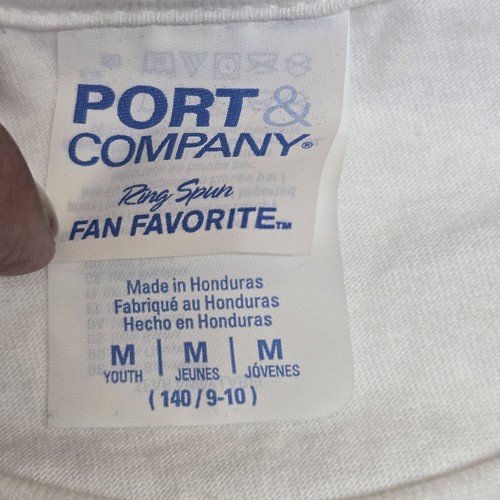 PORT &
COMPANY®
Ring Spun
FAN FAVORITE™
Made in Honduras
Fabriqué au Honduras
Hecho en Honduras
M | M | M
YOUTH JEUNES JÓVENES
(140/9-10)